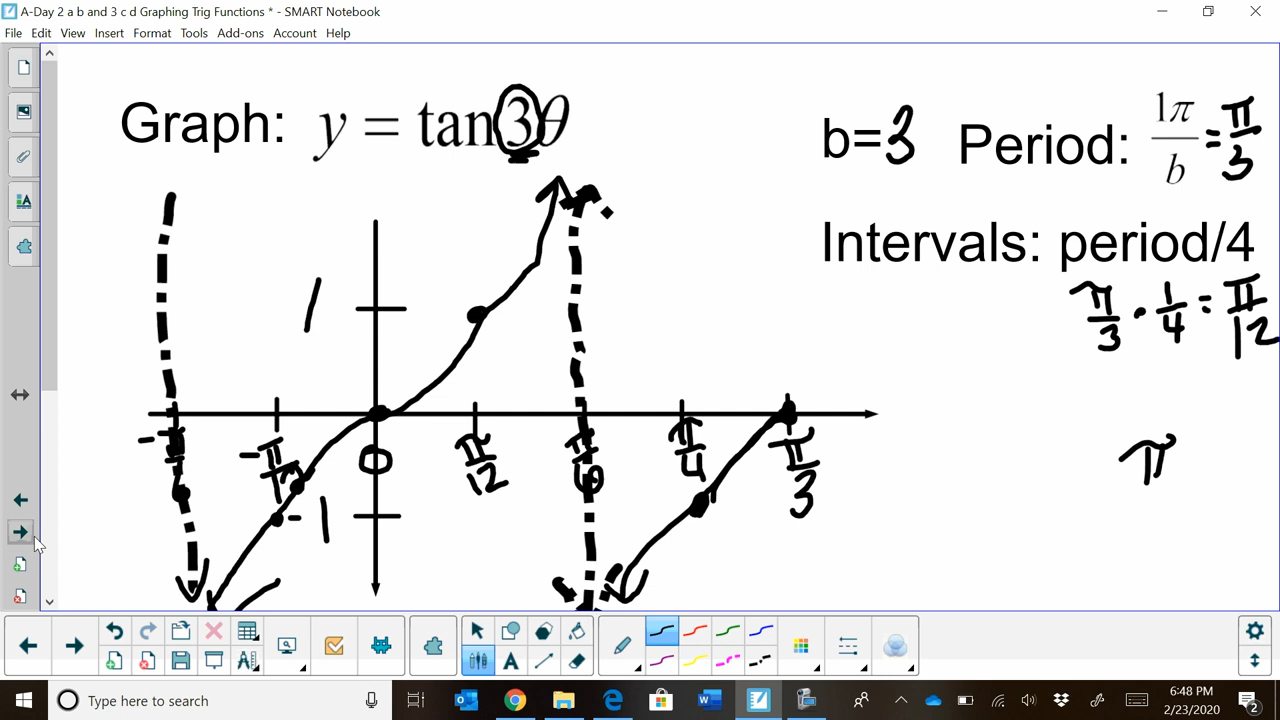 A-Day 2 a b and 3 c d Graphing Trig Functions * - SMART Notebook
File Edit View Insert Format Tools Add-ons Account Help
Graph: y = tan3θ
b=3 Period: 1π/b = π/3
Intervals: period/4
π/3 · 1/4 = π/12
1
-π -π/12 0 π/12 π/6 π/4 π/3
-1
π
Type here to search
6:48 PM
2/23/2020
2